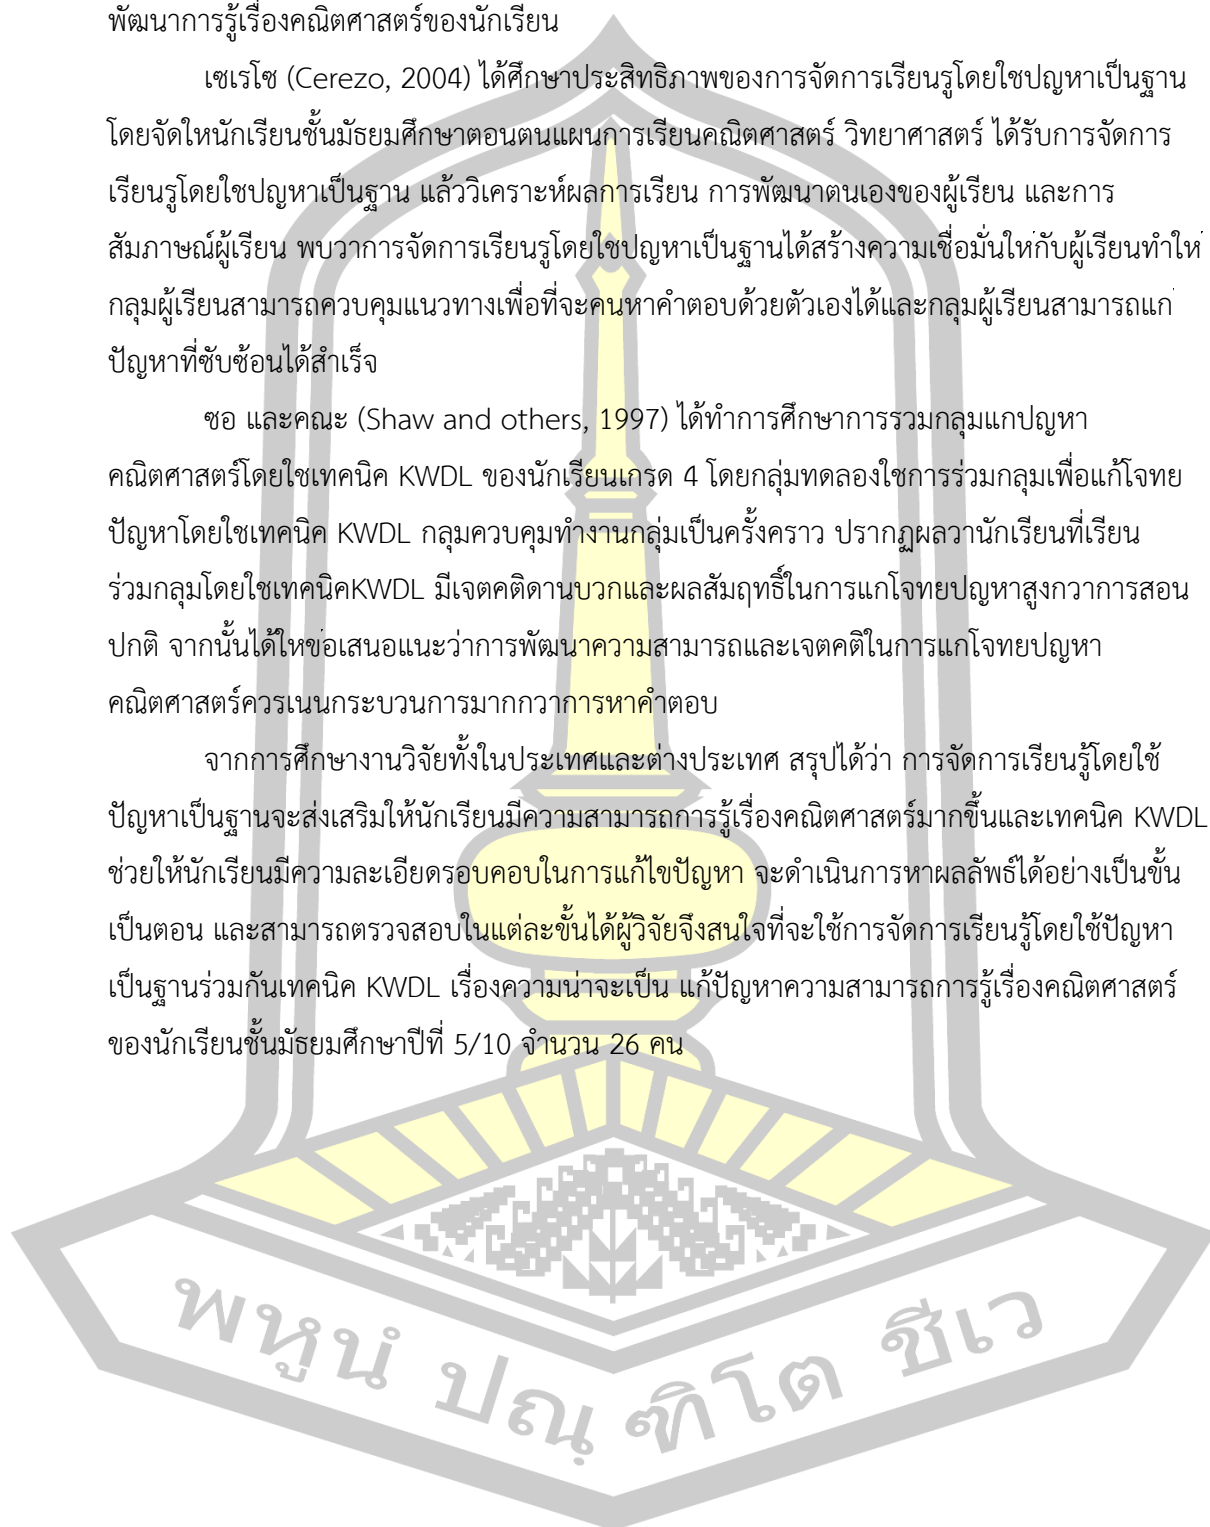 พัฒนาการรู้เรื่องคณิตศาสตร์ของนักเรียน
เซเรโซ (Cerezo, 2004) ได้ศึกษาประสิทธิภาพของการจัดการเรียนรูโดยใชปญหาเป็นฐาน
โดยจัดใหนักเรียนชั้นมัธยมศึกษาตอนตนแผนการเรียนคณิตศาสตร์ วิทยาศาสตร์ ได้รับการจัดการ
เรียนรูโดยใชปญหาเป็นฐาน แล้ววิเคราะห์ผลการเรียน การพัฒนาตนเองของผู้เรียน และการ
สัมภาษณ์ผู้เรียน พบวาการจัดการเรียนรูโดยใชปญหาเป็นฐานได้สร้างความเชื่อมั่นให่กับผู้เรียนทำให่
กลุมผู้เรียนสามารถควบคุมแนวทางเพื่อที่จะคนหาคำตอบด้วยตัวเองได้และกลุมผู้เรียนสามารถแก่
ปัญหาที่ซับซ้อนได้สำเร็จ
ซอ และคณะ (Shaw and others, 1997) ได้ทำการศึกษาการรวมกลุมแกปญหา
คณิตศาสตร์โดยใชเทคนิค KWDL ของนักเรียนเกรด 4 โดยกลุ่มทดลองใชการร่วมกลุมเพื่อแก้โจทย
ปัญหาโดยใชเทคนิค KWDL กลุมควบคุมทำงานกลุ่มเป็นครั้งคราว ปรากฏผลวานักเรียนที่เรียน
ร่วมกลุมโดยใชเทคนิคKWDL มีเจตคติดานบวกและผลสัมฤทธิ์ในการแกโจทยปญหาสูงกวาการสอน
ปกติ จากนั้นได้ใหข่อเสนอแนะว่าการพัฒนาความสามารถและเจตคติในการแกโจทยปญหา
คณิตศาสตร์ควรเนนกระบวนการมากกวาการหาคำตอบ
จากการศึกษางานวิจัยทั้งในประเทศและต่างประเทศ สรุปได้ว่า การจัดการเรียนรู้โดยใช้
ปัญหาเป็นฐานจะส่งเสริมให้นักเรียนมีความสามารถการรู้เรื่องคณิตศาสตร์มากขึ้นและเทคนิค KWDL
ช่วยให้นักเรียนมีความละเอียดรอบคอบในการแก้ไขปัญหา จะดำเนินการหาผลลัพธ์ได้อย่างเป็นขั้น
เป็นตอน และสามารถตรวจสอบในแต่ละขั้นได้ผู้วิจัยจึงสนใจที่จะใช้การจัดการเรียนรู้โดยใช้ปัญหา
เป็นฐานร่วมกันเทคนิค KWDL เรื่องความน่าจะเป็น แก้ปัญหาความสามารถการรู้เรื่องคณิตศาสตร์
ของนักเรียนชั้นมัธยมศึกษาปีที่ 5/10 จำนวน 26 คน
พหูนํ ปณฺฑิโต ชีเว